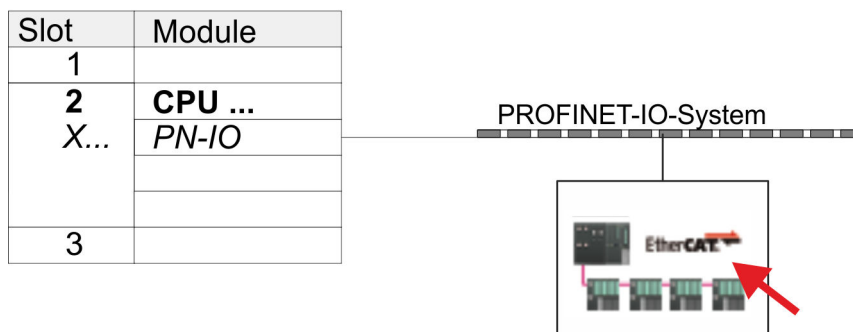 Slot Module
1
2 CPU ...
X... PN-IO
3
PROFINET-IO-System
EtherCAT